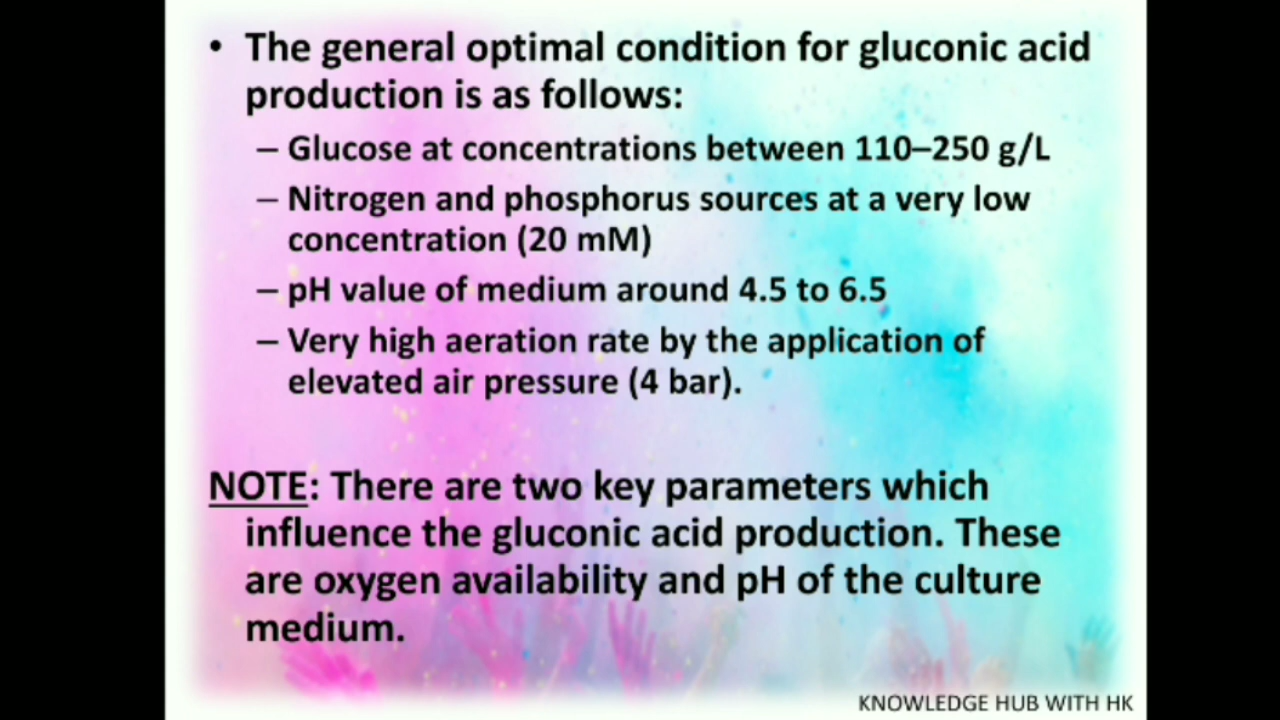 • The general optimal condition for gluconic acid
production is as follows:
– Glucose at concentrations between 110–250 g/L
– Nitrogen and phosphorus sources at a very low
concentration (20 mM)
– pH value of medium around 4.5 to 6.5
– Very high aeration rate by the application of
elevated air pressure (4 bar).
NOTE: There are two key parameters which
influence the gluconic acid production. These
are oxygen availability and pH of the culture
medium.
KNOWLEDGE HUB WITH HK